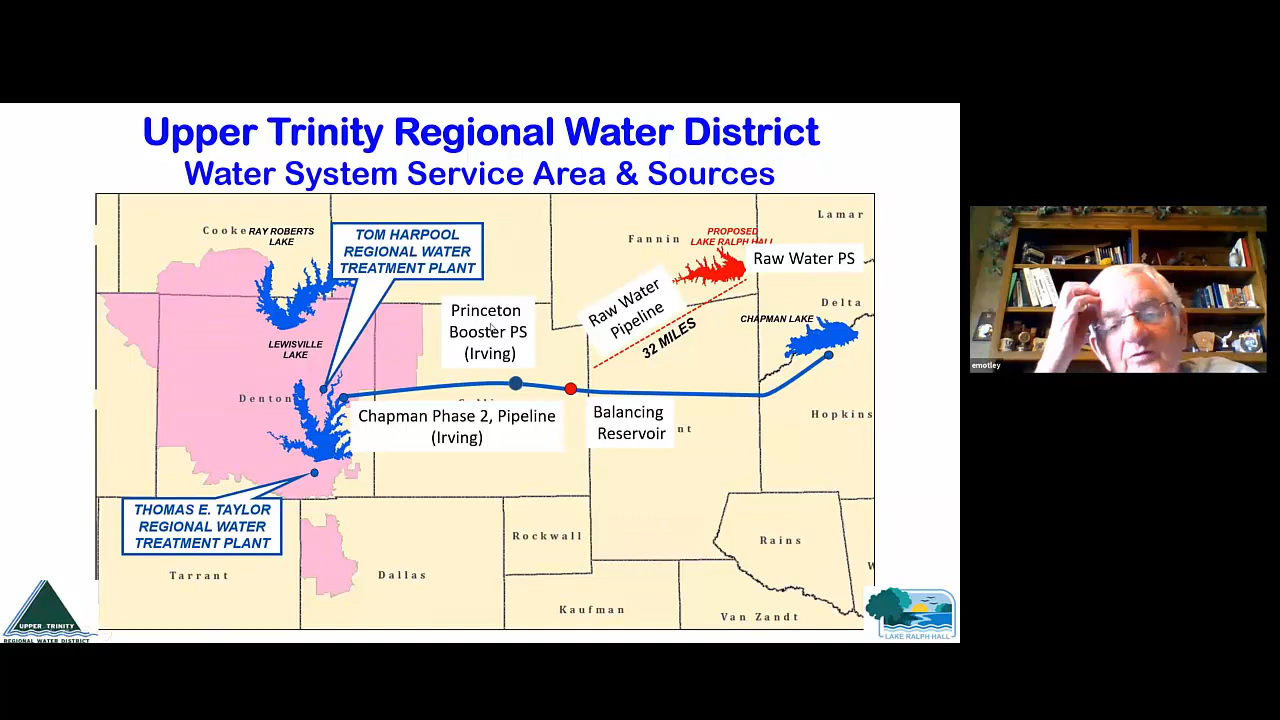 Upper Trinity Regional Water District
Water System Service Area & Sources
Lamar
Cooke
RAY ROBERTS
LAKE
TOM HARPOOL
REGIONAL WATER
TREATMENT PLANT
Fannin
PROPOSED
LAKE RALPH HALL
Raw Water PS
Raw Water
Pipeline
32 MILES
Delta
CHAPMAN LAKE
Princeton
Booster PS
(Irving)
LEWISVILLE
LAKE
Denton
Chapman Phase 2, Pipeline
(Irving)
Balancing
Reservoir
nt
Hopkins
THOMAS E. TAYLOR
REGIONAL WATER
TREATMENT PLANT
Rockwall
Rains
Tarrant
Dallas
W
Kaufman
Van Zandt
UPPER TRINITY
REGIONAL WATER DISTRICT
LAKE RALPH HALL
emotley